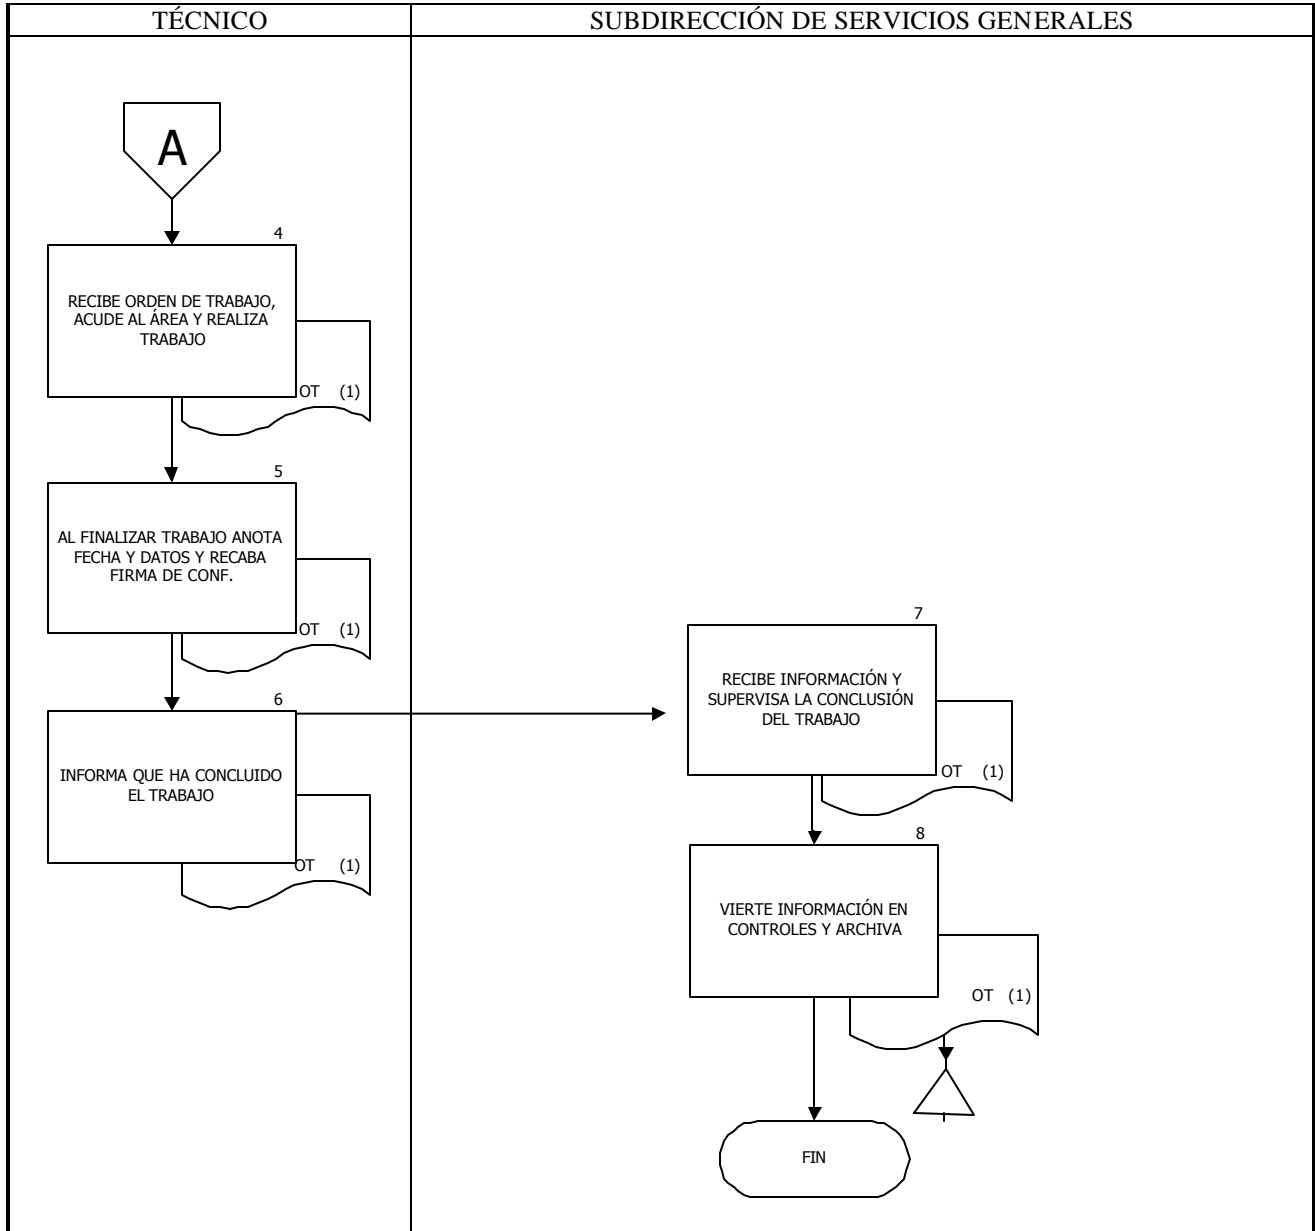 TÉCNICO
SUBDIRECCIÓN DE SERVICIOS GENERALES
A
4
RECIBE ORDEN DE TRABAJO,
ACUDE AL ÁREA Y REALIZA
TRABAJO
OT (1)
5
AL FINALIZAR TRABAJO ANOTA
FECHA Y DATOS Y RECABA
FIRMA DE CONF.
OT (1)
6
INFORMA QUE HA CONCLUIDO
EL TRABAJO
OT (1)
7
RECIBE INFORMACIÓN Y
SUPERVISA LA CONCLUSIÓN
DEL TRABAJO
OT (1)
8
VIERTE INFORMACIÓN EN
CONTROLES Y ARCHIVA
OT (1)
FIN